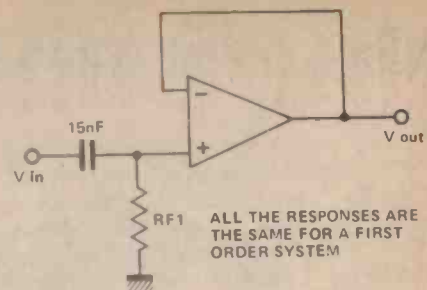 15nF
−
+
V in
V out
RF1
ALL THE RESPONSES ARE
THE SAME FOR A FIRST
ORDER SYSTEM